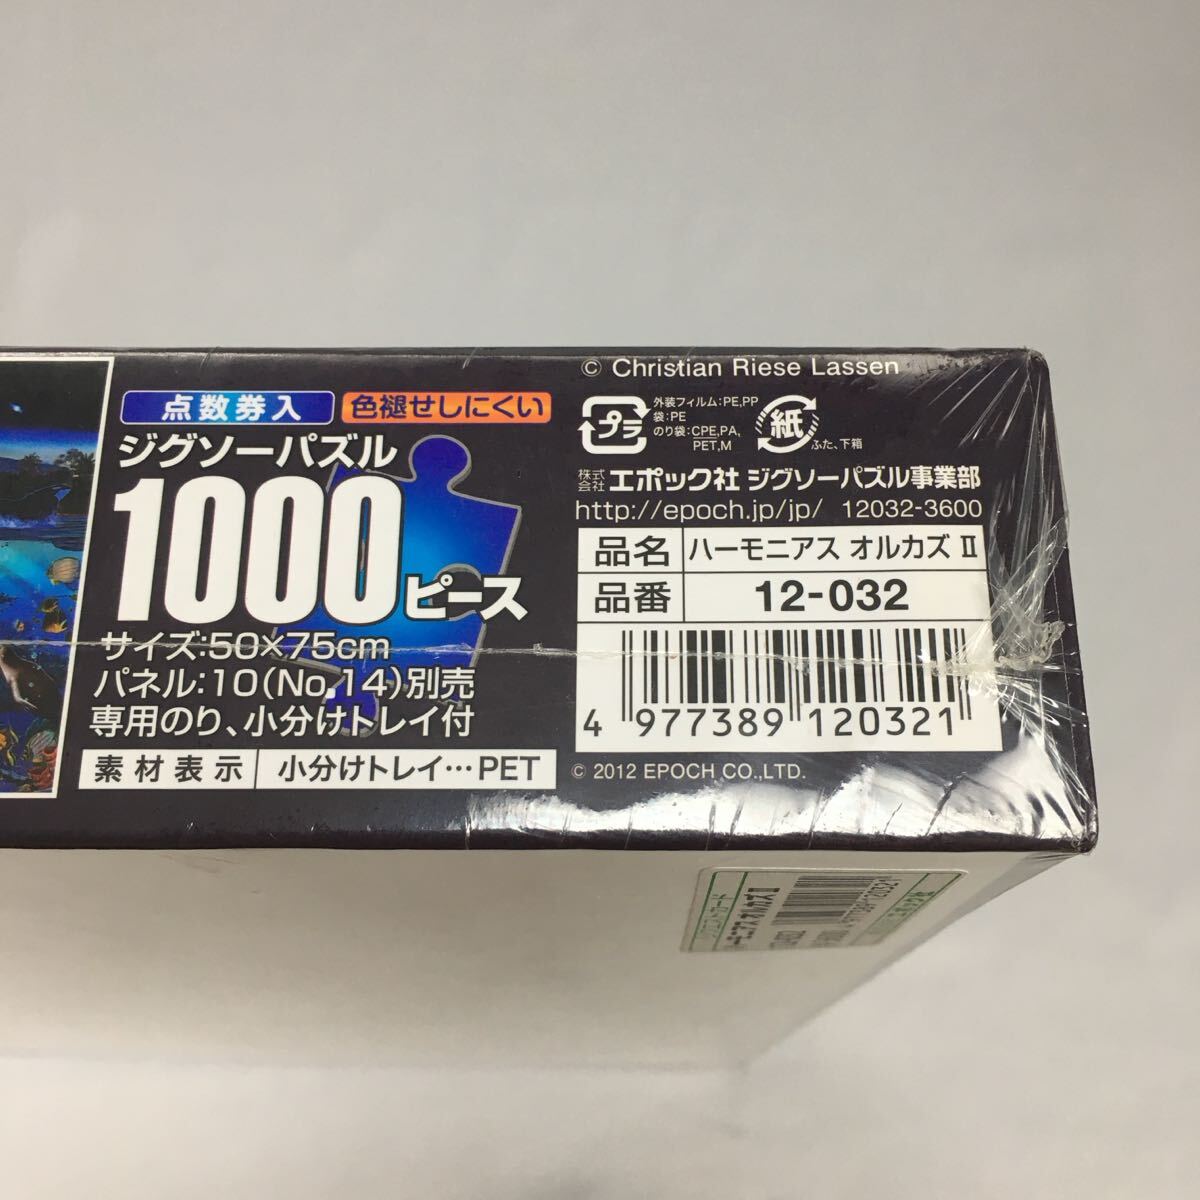 点数券入
色褪せしにくい
ジグソーパズル
1000ピース
サイズ:50×75cm
パネル:10(No.14)別売
専用のり、小分けトレイ付
素材表示 小分けトレイ…PET
© Christian Riese Lassen
プラ
外装フィルム:PE,PP
袋:PE
のり袋:CPE,PA,
PET,M
紙
ふた、下箱
株式会社 エポック社 ジグソーパズル事業部
http://epoch.jp/jp/ 12032-3600
品名 ハーモニアス オルカズ II
品番 12-032
4 977389 120321
© 2012 EPOCH CO.,LTD.